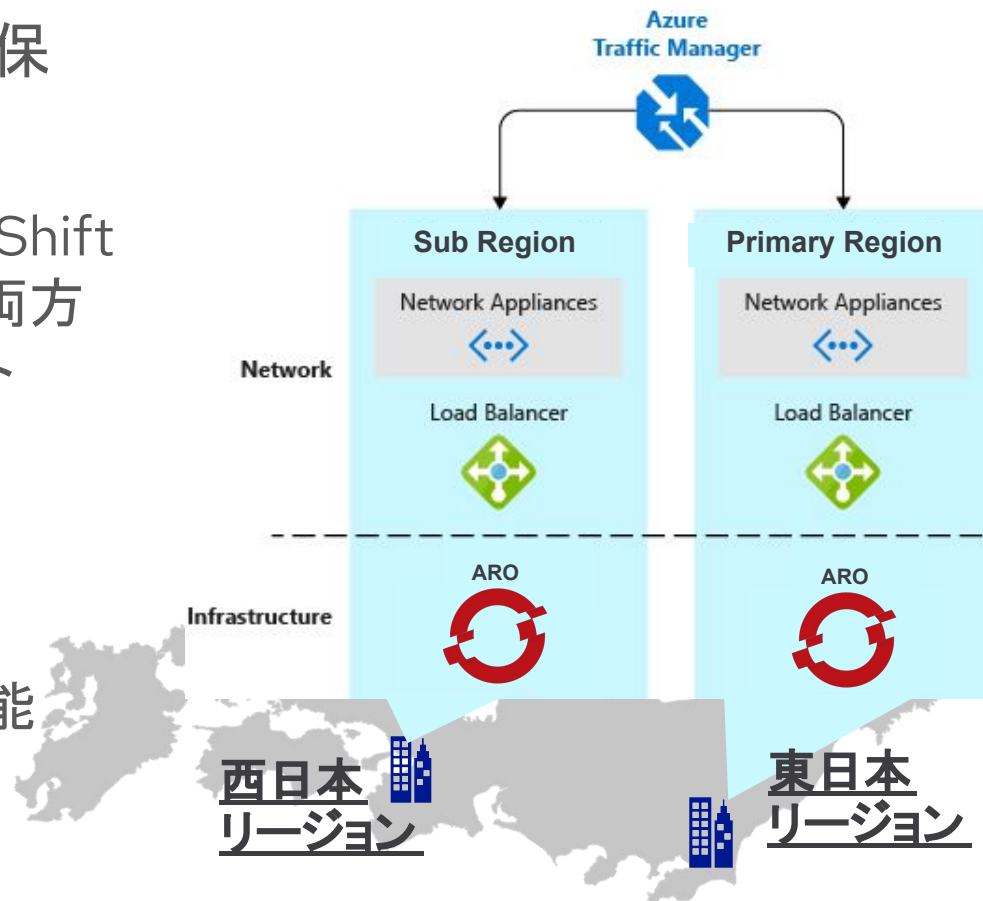 保
Shift
両方
ト
能
Azure
Traffic Manager
Sub Region
Primary Region
Network Appliances
Network Appliances
Network
Load Balancer
Load Balancer
ARO
ARO
Infrastructure
西日本
リージョン
東日本
リージョン